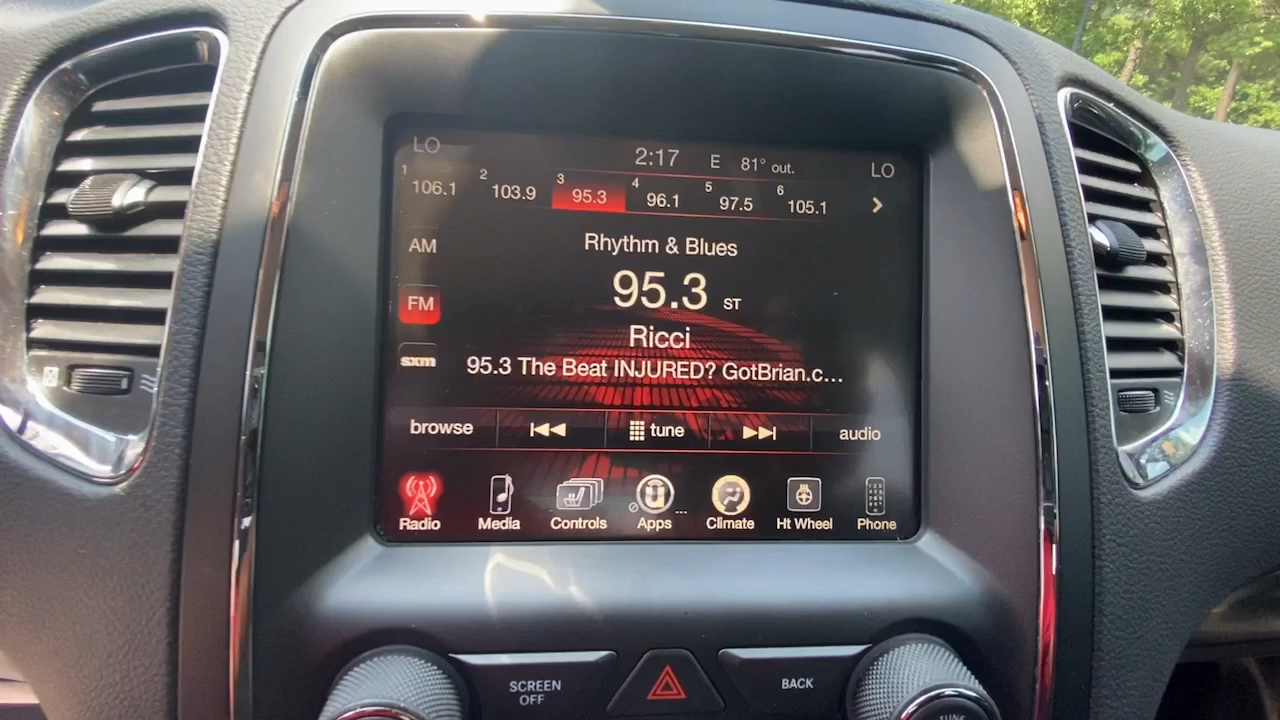 LO 2:17 E 81° out. LO
1 106.1 2 103.9 3 95.3 4 96.1 5 97.5 6 105.1
AM
Rhythm & Blues
FM
95.3 ST
Ricci
sxm
95.3 The Beat INJURED? GotBrian.c...
browse tune audio
Radio Media Controls Apps Climate Ht Wheel Phone
SCREEN OFF
BACK
TUNE